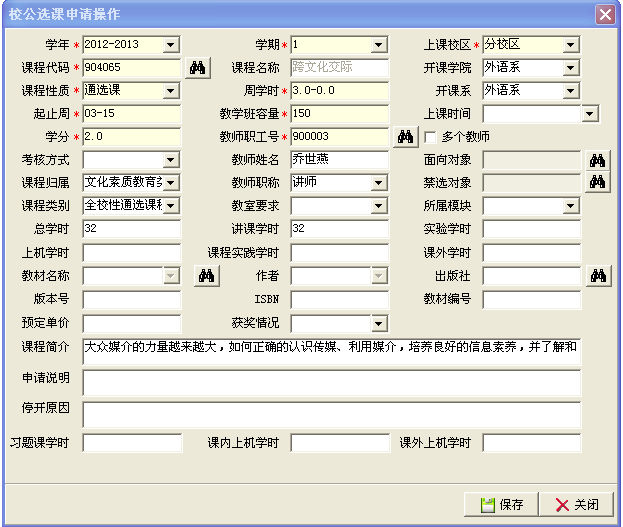 校公选课申请操作
学年 * 2012-2013 学期 * 1 上课校区 * 分校区
课程代码 * 904065 课程名称 跨文化交际 开课学院 外语系
课程性质 * 通选课 周学时 * 3.0-0.0 开课系 外语系
起止周 * 03-15 教学班容量 * 150 上课时间
学分 * 2.0 教师职工号 * 900003 多个教师
考核方式 教师姓名 乔世燕 面向对象
课程归属 文化素质教育 教师职称 讲师 禁选对象
课程类别 全校性通选课程 教室要求 所属模块
总学时 32 讲课学时 32 实验学时
上机学时 课程实践学时 课外学时
教材名称 作者 出版社
版本号 ISBN 教材编号
预定单价 获奖情况
课程简介 大众媒介的力量越来越大，如何正确的认识传媒、利用媒介，培养良好的信息素养，并了解和
申请说明
停开原因
习题课学时 课内上机学时 课外上机学时
保存 关闭